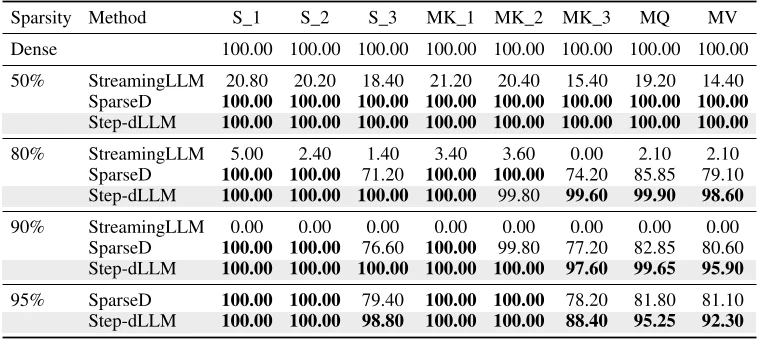 Sparsity Method S_1 S_2 S_3 MK_1 MK_2 MK_3 MQ MV
Dense 100.00 100.00 100.00 100.00 100.00 100.00 100.00 100.00
50% StreamingLLM 20.80 20.20 18.40 21.20 20.40 15.40 19.20 14.40
SparseD 100.00 100.00 100.00 100.00 100.00 100.00 100.00 100.00
Step-dLLM 100.00 100.00 100.00 100.00 100.00 100.00 100.00 100.00
80% StreamingLLM 5.00 2.40 1.40 3.40 3.60 0.00 2.10 2.10
SparseD 100.00 100.00 71.20 100.00 100.00 74.20 85.85 79.10
Step-dLLM 100.00 100.00 100.00 100.00 99.80 99.60 99.90 98.60
90% StreamingLLM 0.00 0.00 0.00 0.00 0.00 0.00 0.00 0.00
SparseD 100.00 100.00 76.60 100.00 99.80 77.20 82.85 80.60
Step-dLLM 100.00 100.00 100.00 100.00 100.00 97.60 99.65 95.90
95% SparseD 100.00 100.00 79.40 100.00 100.00 78.20 81.80 81.10
Step-dLLM 100.00 100.00 98.80 100.00 100.00 88.40 95.25 92.30